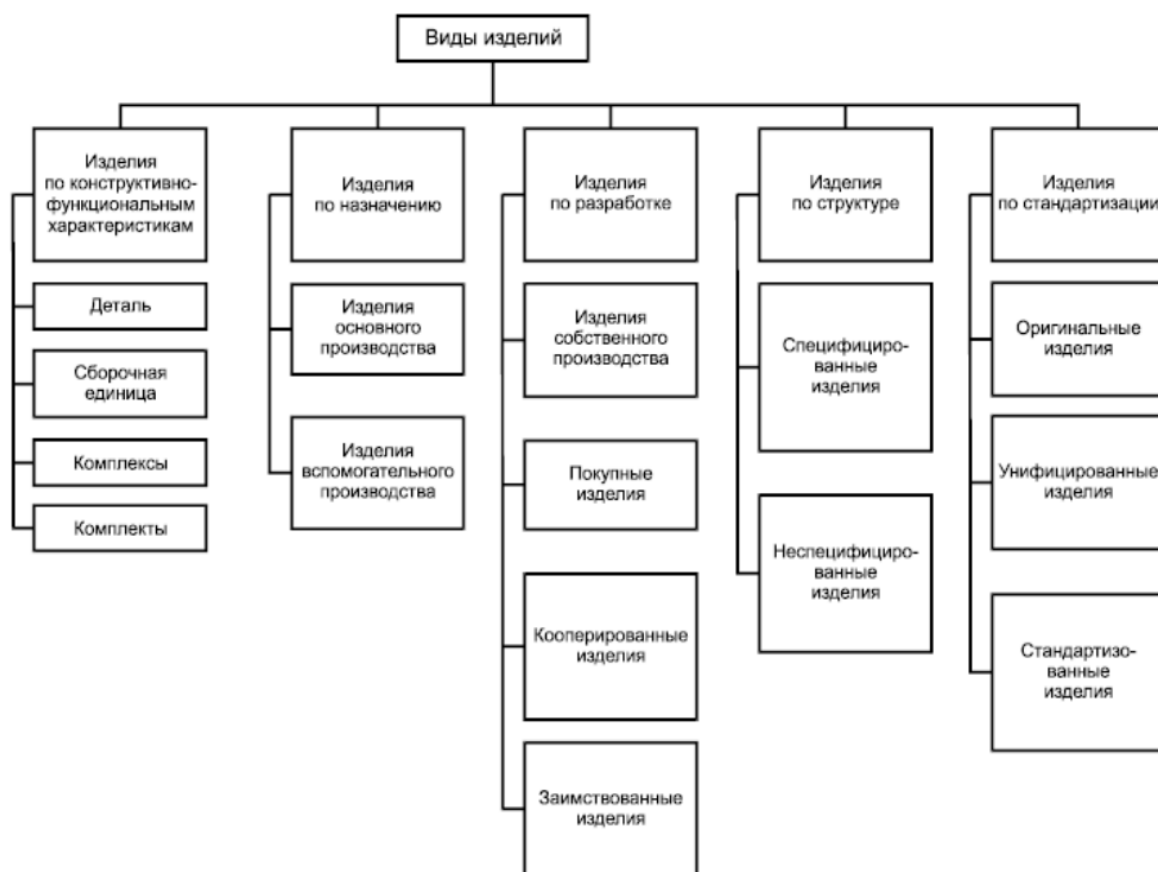 Виды изделий
Изделия
по конструктивно-
функциональным
характеристикам
Деталь
Сборочная
единица
Комплексы
Комплекты
Изделия
по назначению
Изделия
основного
производства
Изделия
вспомогательного
производства
Изделия
по разработке
Изделия
собственного
производства
Покупные
изделия
Кооперированные
изделия
Заимствованные
изделия
Изделия
по структуре
Специфициро-
ванные
изделия
Неспецифициро-
ванные
изделия
Изделия
по стандартизации
Оригинальные
изделия
Унифицированные
изделия
Стандартизо-
ванные
изделия